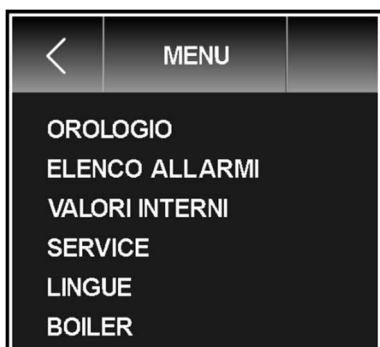 MENU
OROLOGIO
ELENCO ALLARMI
VALORI INTERNI
SERVICE
LINGUE
BOILER